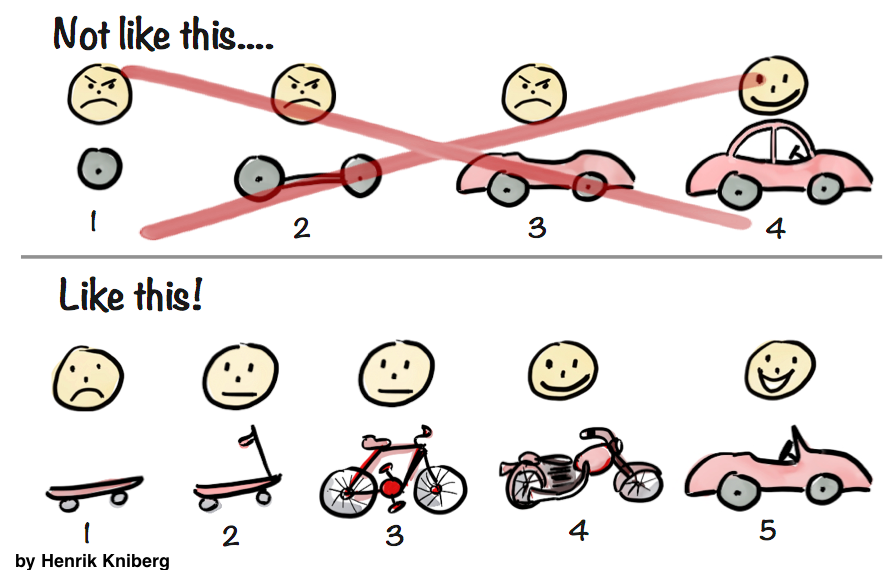 Not like this....
1 2 3 4
Like this!
1 2 3 4 5
by Henrik Kniberg